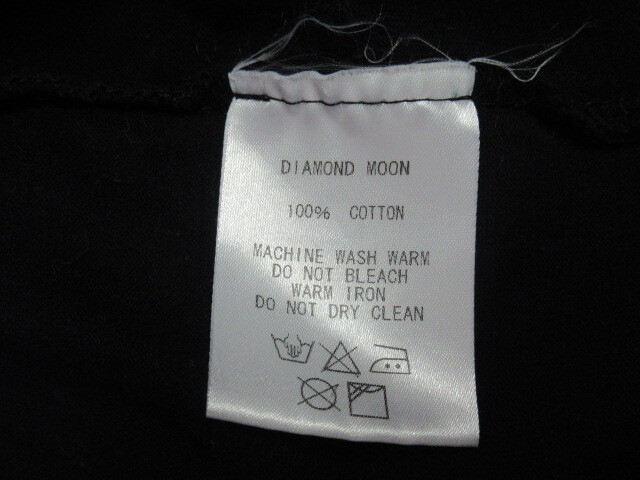 DIAMOND MOON
100% COTTON
MACHINE WASH WARM
DO NOT BLEACH
WARM IRON
DO NOT DRY CLEAN